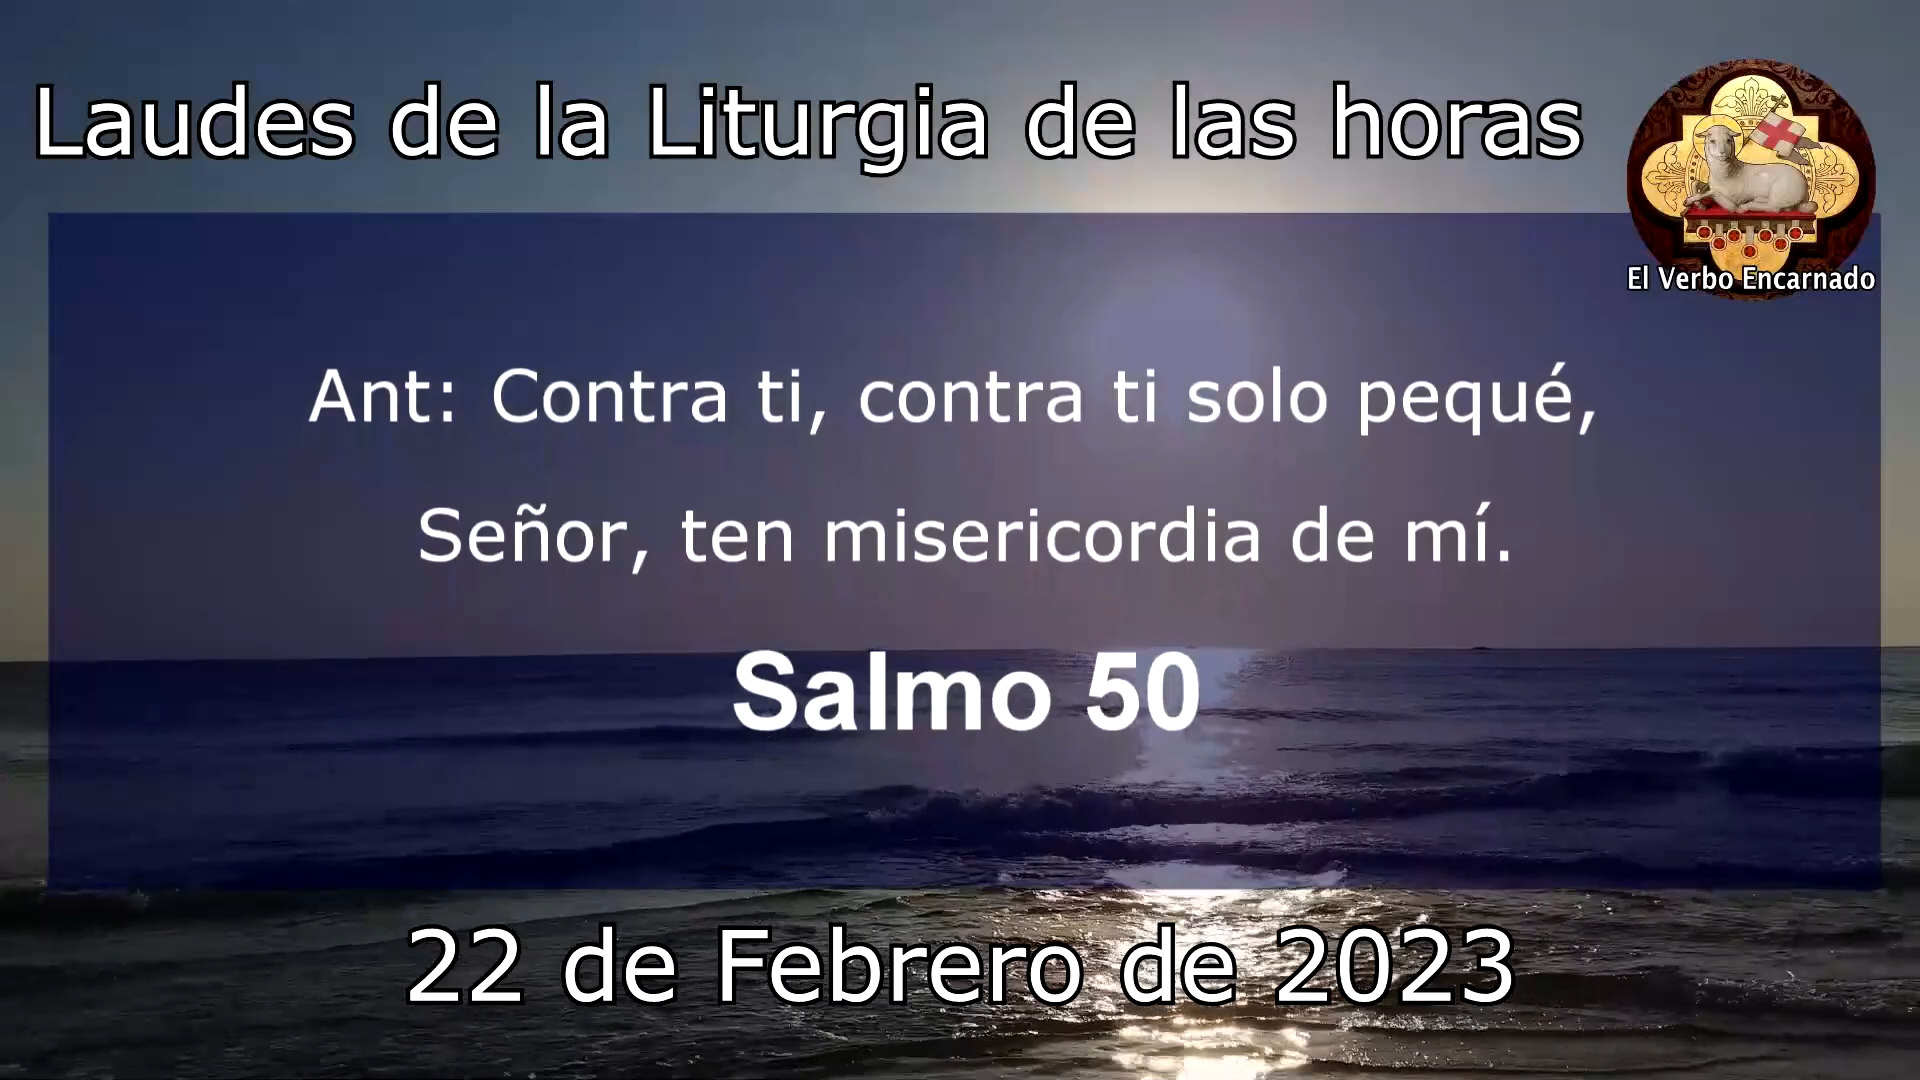 Laudes de la Liturgia de las horas
El Verbo Encarnado
Ant: Contra ti, contra ti solo pequé,
Señor, ten misericordia de mí.
Salmo 50
22 de Febrero de 2023